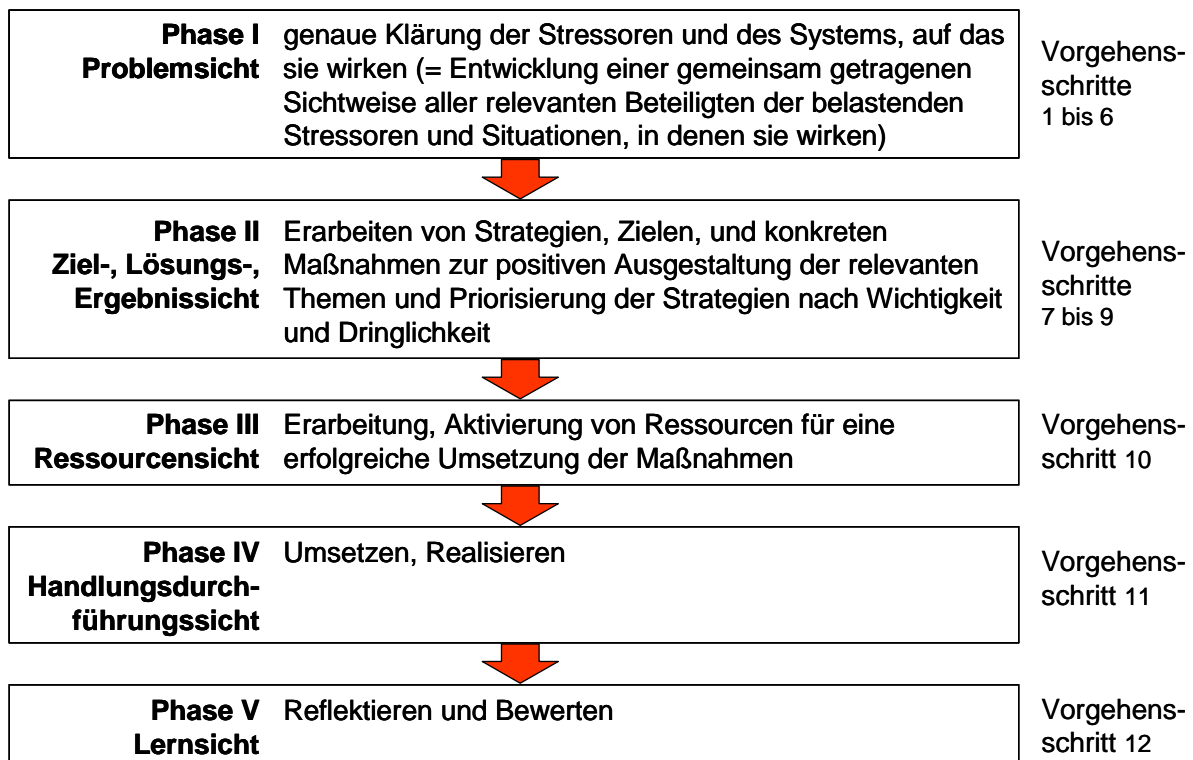 Phase I
Problemsicht
genaue Klärung der Stressoren und des Systems, auf das
sie wirken (= Entwicklung einer gemeinsam getragenen
Sichtweise aller relevanten Beteiligten der belastenden
Stressoren und Situationen, in denen sie wirken)
Vorgehens-
schritte
1 bis 6
Phase II
Ziel-, Lösungs-,
Ergebnissicht
Erarbeiten von Strategien, Zielen, und konkreten
Maßnahmen zur positiven Ausgestaltung der relevanten
Themen und Priorisierung der Strategien nach Wichtigkeit
und Dringlichkeit
Vorgehens-
schritte
7 bis 9
Phase III
Ressourcensicht
Erarbeitung, Aktivierung von Ressourcen für eine
erfolgreiche Umsetzung der Maßnahmen
Vorgehens-
schritt 10
Phase IV
Handlungsdurch-
führungssicht
Umsetzen, Realisieren
Vorgehens-
schritt 11
Phase V
Lernsicht
Reflektieren und Bewerten
Vorgehens-
schritt 12